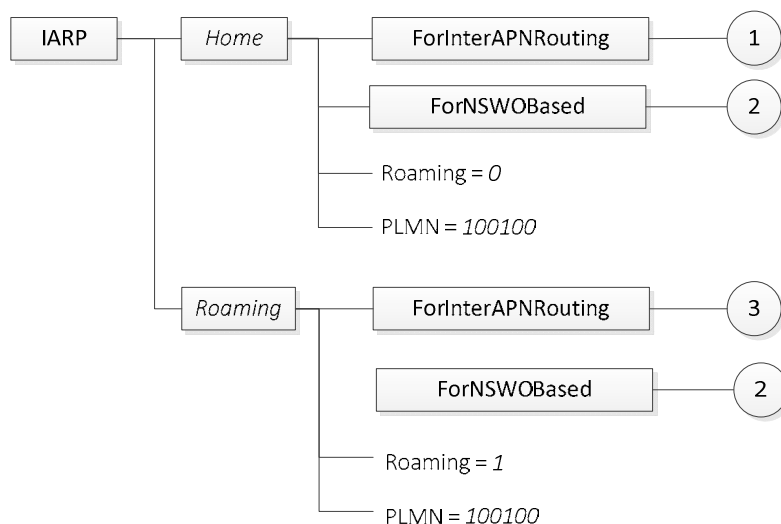 IARP
Home
ForInterAPNRouting
1
ForNSWOBased
2
Roaming = 0
PLMN = 100100
Roaming
ForInterAPNRouting
3
ForNSWOBased
2
Roaming = 1
PLMN = 100100